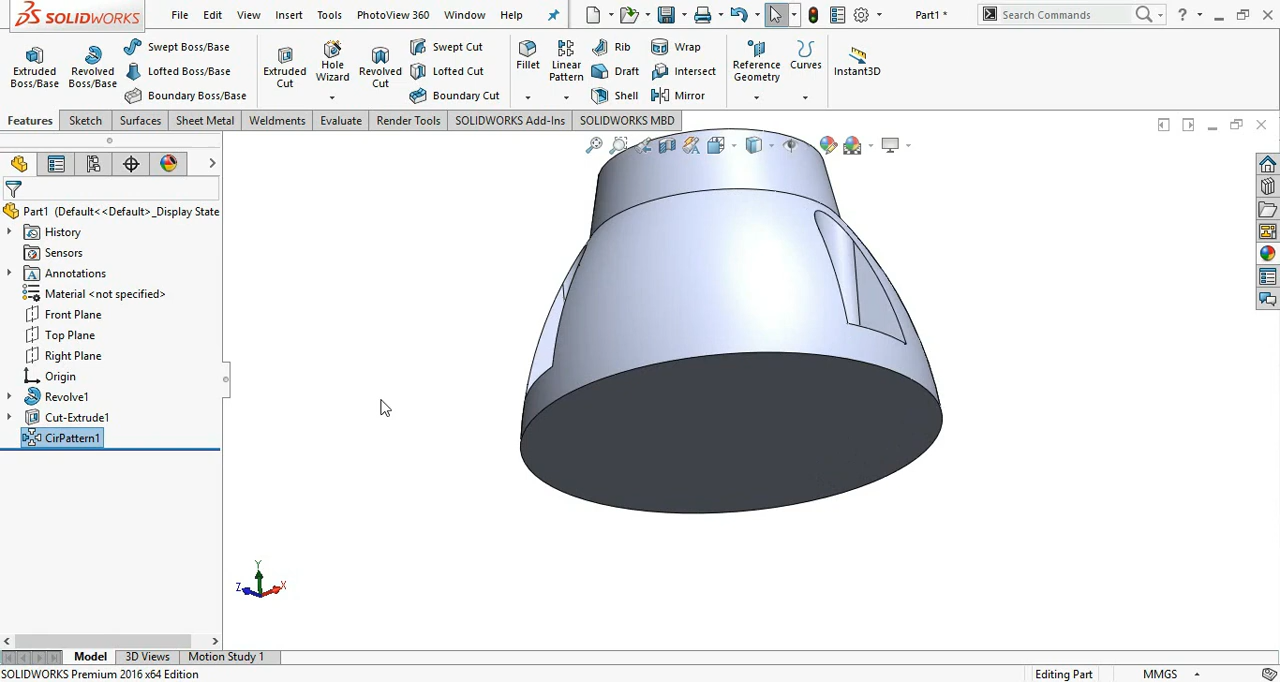 SOLIDWORKS File Edit View Insert Tools PhotoView 360 Window Help Part1 * Search Commands ?
Extruded Boss/Base
Revolved Boss/Base
Swept Boss/Base
Lofted Boss/Base
Boundary Boss/Base
Extruded Cut
Hole Wizard
Revolved Cut
Swept Cut
Lofted Cut
Boundary Cut
Fillet
Linear Pattern
Rib
Draft
Shell
Wrap
Intersect
Mirror
Reference Geometry
Curves
Instant3D
Features Sketch Surfaces Sheet Metal Weldments Evaluate Render Tools SOLIDWORKS Add-Ins SOLIDWORKS MBD
Part1 (Default<<Default>_Display State
History
Sensors
Annotations
Material <not specified>
Front Plane
Top Plane
Right Plane
Origin
Revolve1
Cut-Extrude1
CirPattern1
Y
Z X
Model 3D Views Motion Study 1
SOLIDWORKS Premium 2016 x64 Edition Editing Part MMGS